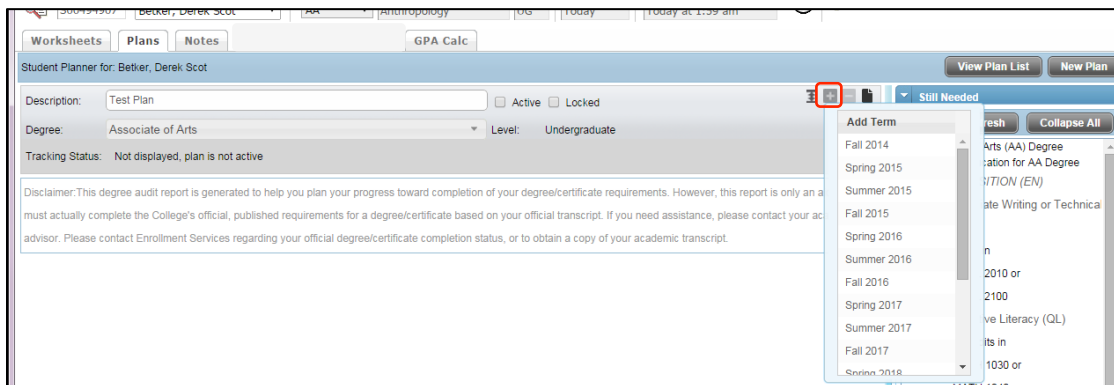 Betker, Derek Scot AA Anthropology UG Today Today at 1:59 am
Worksheets Plans Notes GPA Calc
Student Planner for: Betker, Derek Scot View Plan List New Plan
Description: Test Plan Active Locked Still Needed
Degree: Associate of Arts Level: Undergraduate
Tracking Status: Not displayed, plan is not active
Disclaimer:This degree audit report is generated to help you plan your progress toward completion of your degree/certificate requirements. However, this report is only an a
must actually complete the College's official, published requirements for a degree/certificate based on your official transcript. If you need assistance, please contact your ac
advisor. Please contact Enrollment Services regarding your official degree/certificate completion status, or to obtain a copy of your academic transcript.
Add Term
Fall 2014
Spring 2015
Summer 2015
Fall 2015
Spring 2016
Summer 2016
Fall 2016
Spring 2017
Summer 2017
Fall 2017
Spring 2018
resh Collapse All
Arts (AA) Degree
cation for AA Degree
SITION (EN)
ate Writing or Technical
n
2010 or
2100
ve Literacy (QL)
its in
1030 or